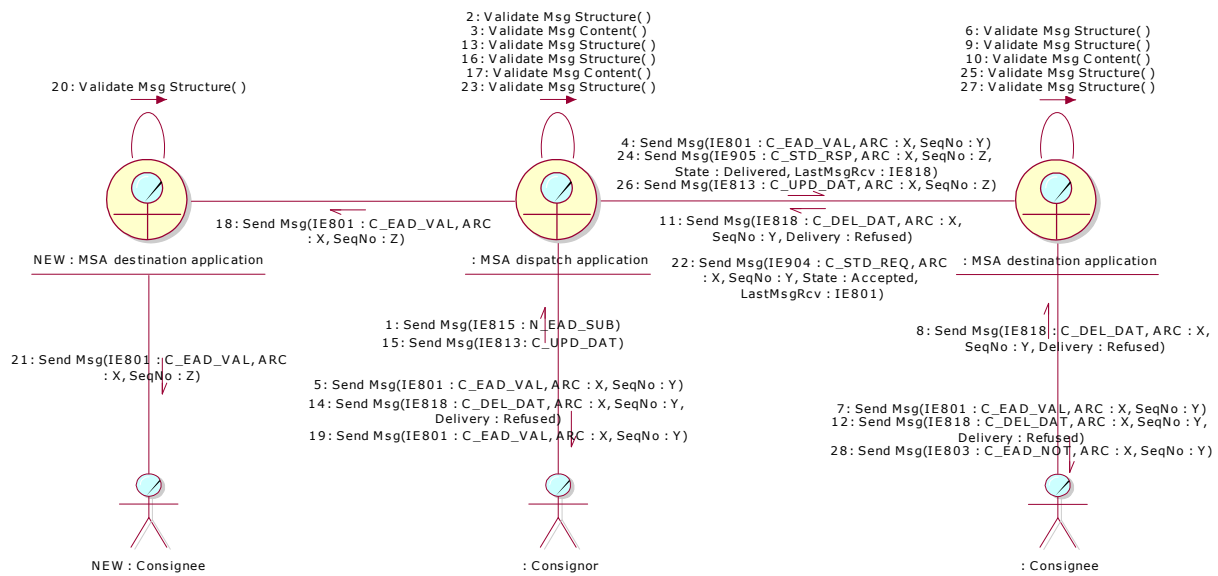 2: Validate Msg Structure( )
3: Validate Msg Content( )
13: Validate Msg Structure( )
16: Validate Msg Structure( )
17: Validate Msg Content( )
23: Validate Msg Structure( )
6: Validate Msg Structure( )
9: Validate Msg Structure( )
10: Validate Msg Content( )
25: Validate Msg Structure( )
27: Validate Msg Structure( )
20: Validate Msg Structure( )
4: Send Msg(IE801 : C_EAD_VAL, ARC : X, SeqNo : Y)
24: Send Msg(IE905 : C_STD_RSP, ARC : X, SeqNo : Z,
State : Delivered, LastMsgRcv : IE818)
26: Send Msg(IE813 : C_UPD_DAT, ARC : X, SeqNo : Z)
18: Send Msg(IE801 : C_EAD_VAL, ARC
: X, SeqNo : Z)
11: Send Msg(IE818 : C_DEL_DAT, ARC : X,
SeqNo : Y, Delivery : Refused)
NEW : MSA destination application
: MSA dispatch application
22: Send Msg(IE904 : C_STD_REQ, ARC
: X, SeqNo : Y, State : Accepted,
LastMsgRcv : IE801)
: MSA destination application
1: Send Msg(IE815 : N_EAD_SUB)
15: Send Msg(IE813: C_UPD_DAT)
8: Send Msg(IE818 : C_DEL_DAT, ARC : X,
SeqNo : Y, Delivery : Refused)
21: Send Msg(IE801 : C_EAD_VAL, ARC
: X, SeqNo : Z)
5: Send Msg(IE801 : C_EAD_VAL, ARC : X, SeqNo : Y)
14: Send Msg(IE818 : C_DEL_DAT, ARC : X, SeqNo : Y,
Delivery : Refused)
19: Send Msg(IE801 : C_EAD_VAL, ARC : X, SeqNo : Y)
7: Send Msg(IE801 : C_EAD_VAL, ARC : X, SeqNo : Y)
12: Send Msg(IE818 : C_DEL_DAT, ARC : X, SeqNo : Y,
Delivery : Refused)
28: Send Msg(IE803 : C_EAD_NOT, ARC : X, SeqNo : Y)
NEW : Consignee
: Consignor
: Consignee